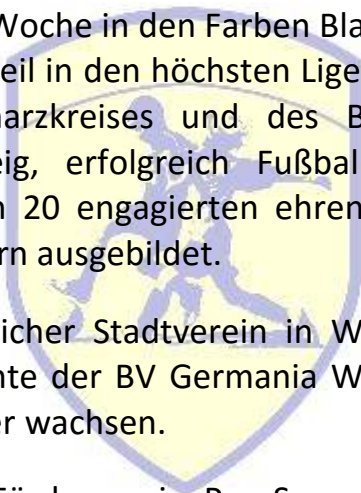 Woche in den Farben Bla
eil in den höchsten Lige
arzkreises und des B
eig, erfolgreich Fußbal
20 engagierten ehren
rn ausgebildet.
icher Stadtverein in W
nte der BV Germania W
er wachsen.